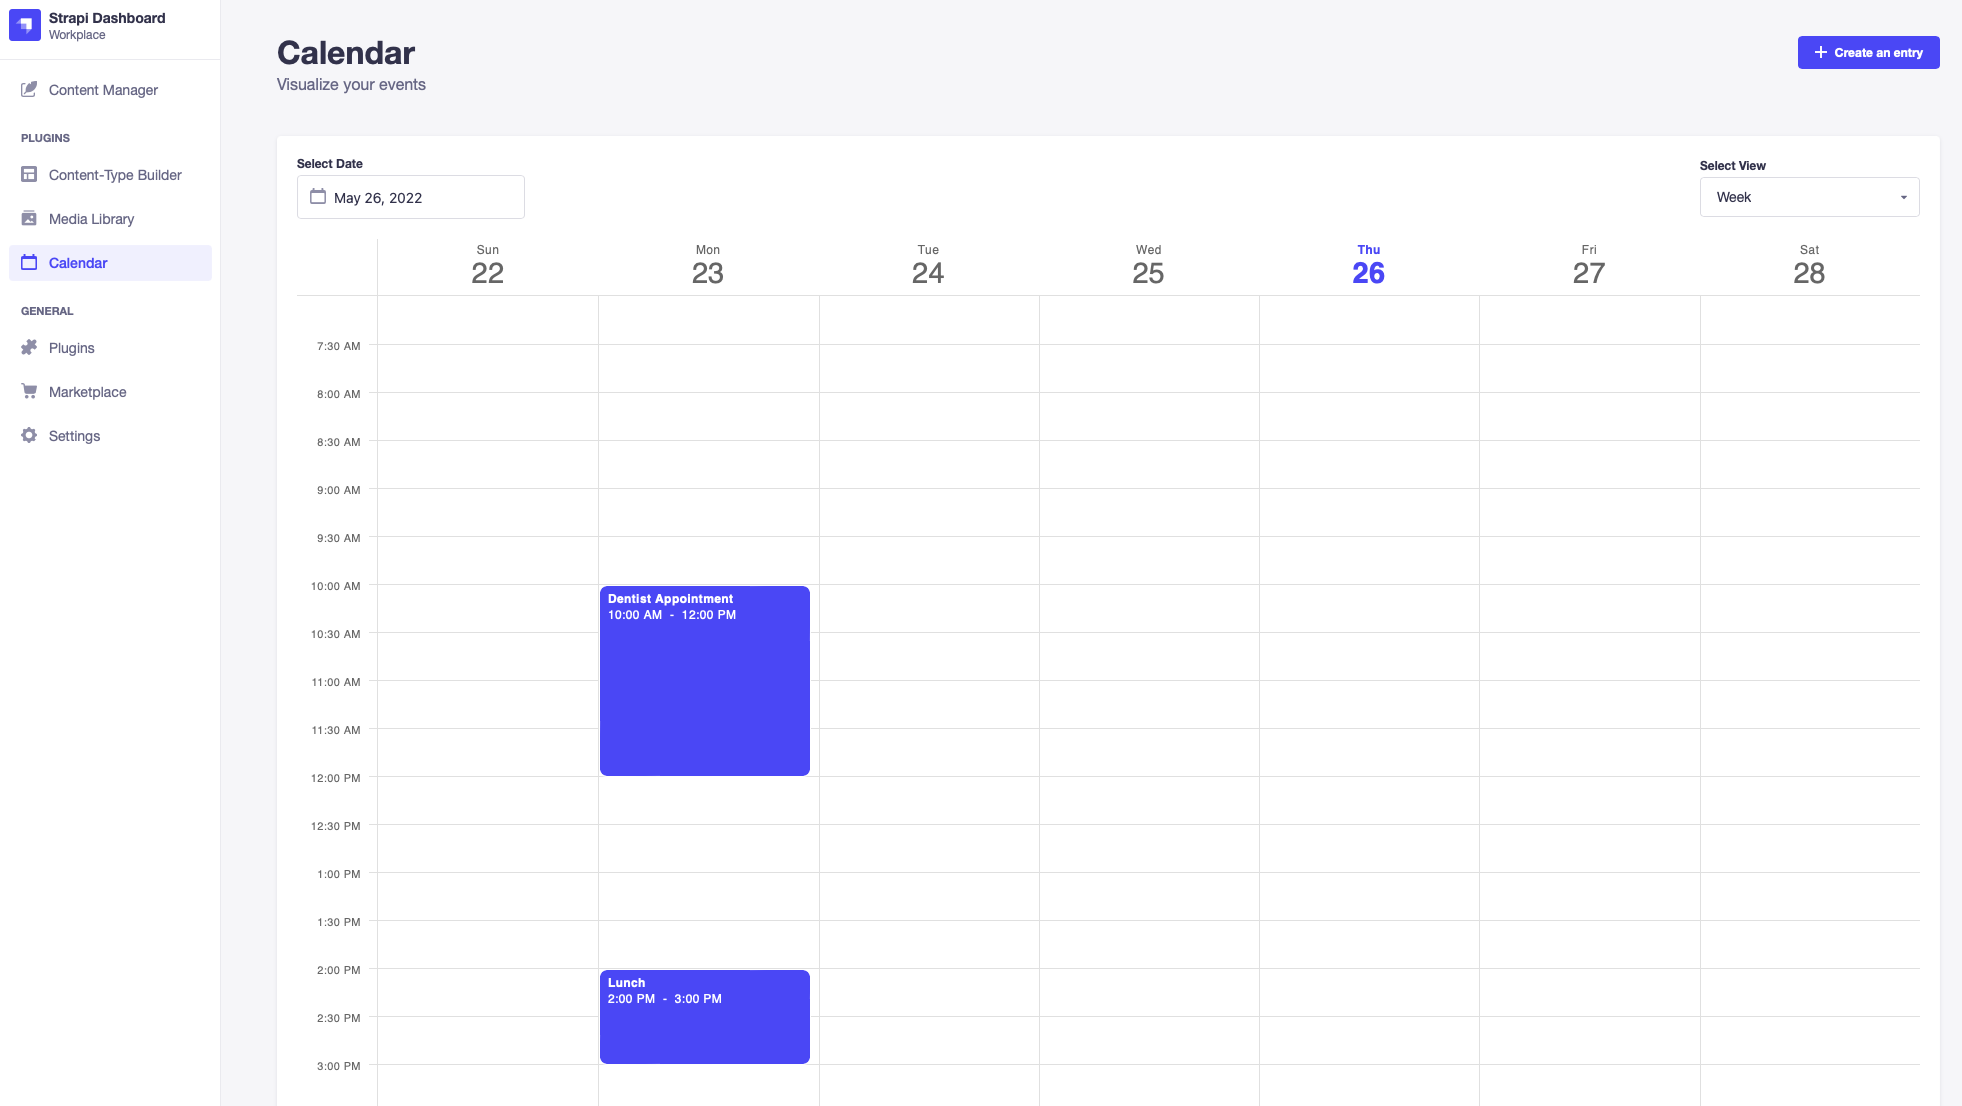 Strapi Dashboard
Workplace
Content Manager
PLUGINS
Content-Type Builder
Media Library
Calendar
GENERAL
Plugins
Marketplace
Settings
Calendar
Visualize your events
Create an entry
Select Date
May 26, 2022
Select View
Week
Sun Mon Tue Wed Thu Fri Sat
22 23 24 25 26 27 28
7:30 AM
8:00 AM
8:30 AM
9:00 AM
9:30 AM
10:00 AM
Dentist Appointment
10:00 AM - 12:00 PM
10:30 AM
11:00 AM
11:30 AM
12:00 PM
12:30 PM
1:00 PM
1:30 PM
2:00 PM
Lunch
2:00 PM - 3:00 PM
2:30 PM
3:00 PM